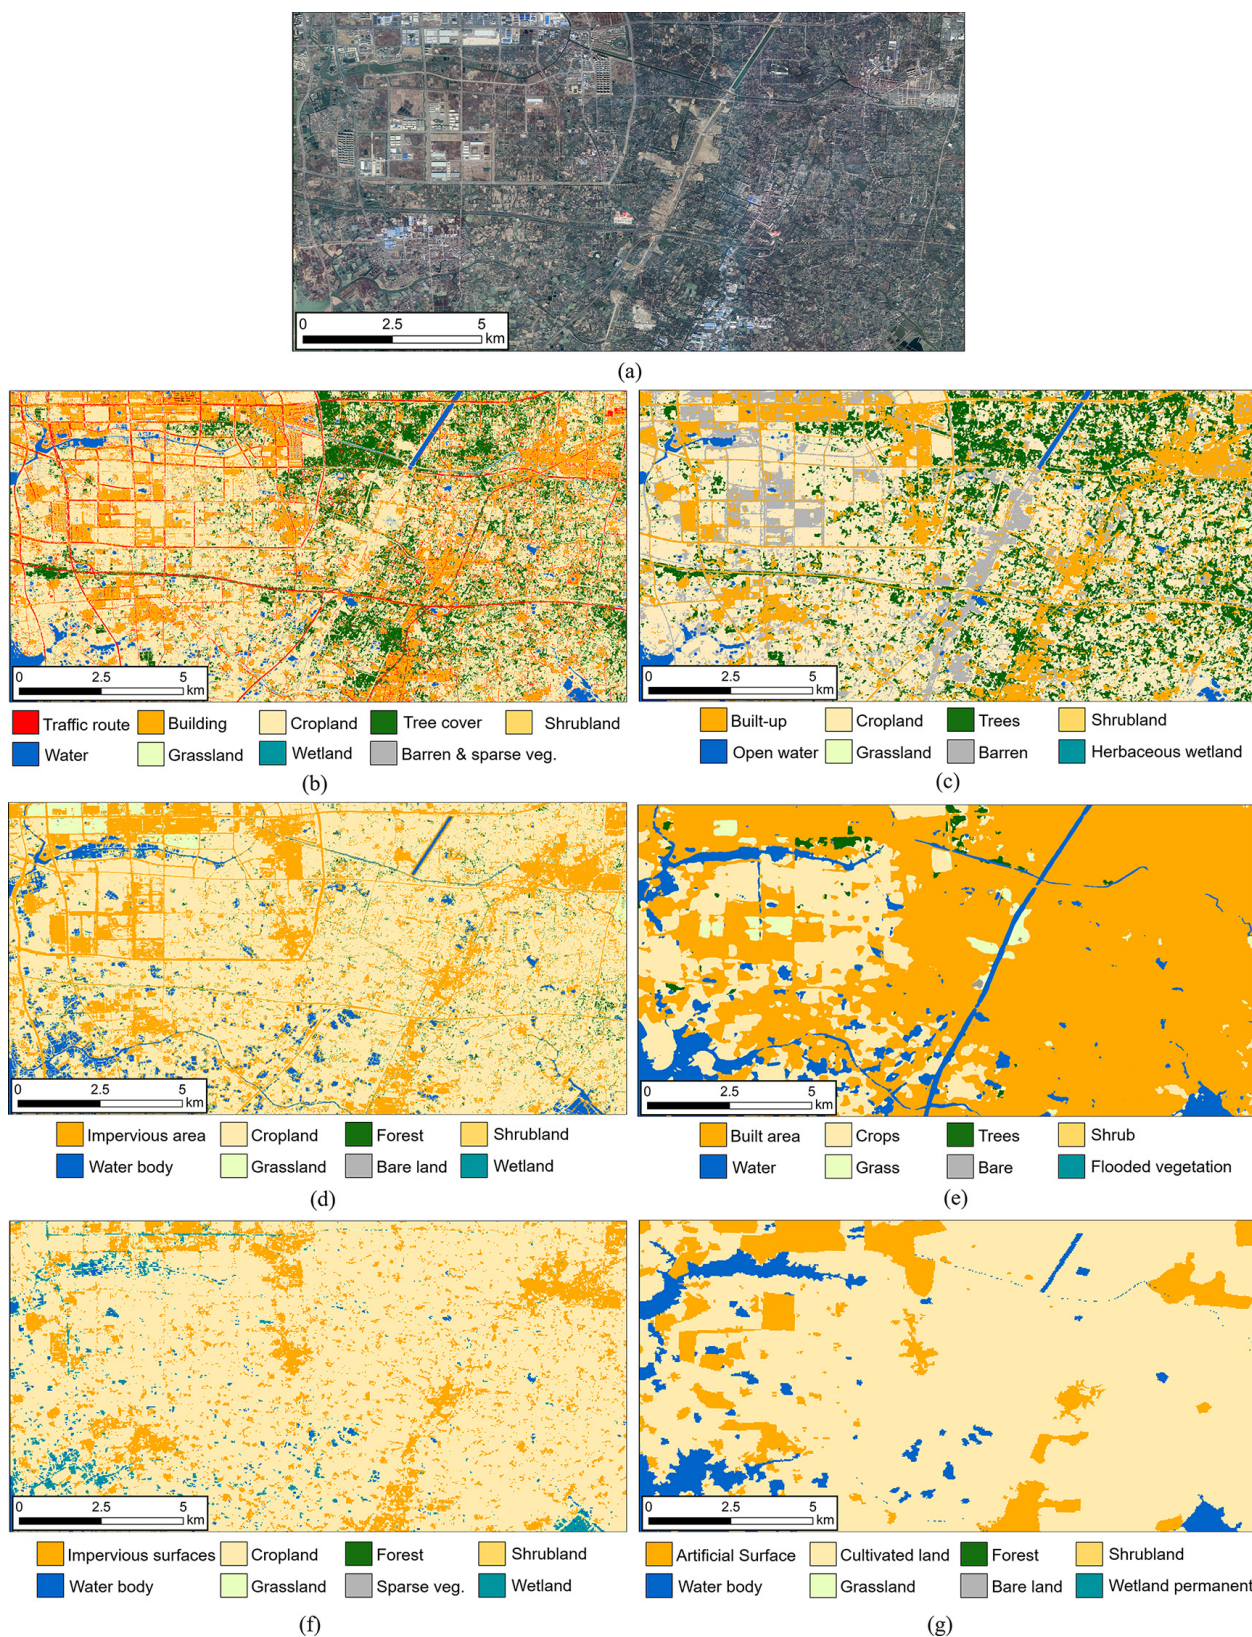 0 2.5 5
km
(a)
0 2.5 5
km
0 2.5 5
km
Traffic route Building Cropland Tree cover Shrubland
Water Grassland Wetland Barren & sparse veg.
(b)
Built-up Cropland Trees Shrubland
Open water Grassland Barren Herbaceous wetland
(c)
0 2.5 5
km
0 2.5 5
km
Impervious area Cropland Forest Shrubland
Water body Grassland Bare land Wetland
(d)
Built area Crops Trees Shrub
Water Grass Bare Flooded vegetation
(e)
0 2.5 5
km
0 2.5 5
km
Impervious surfaces Cropland Forest Shrubland
Water body Grassland Sparse veg. Wetland
(f)
Artificial Surface Cultivated land Forest Shrubland
Water body Grassland Bare land Wetland permanent
(g)